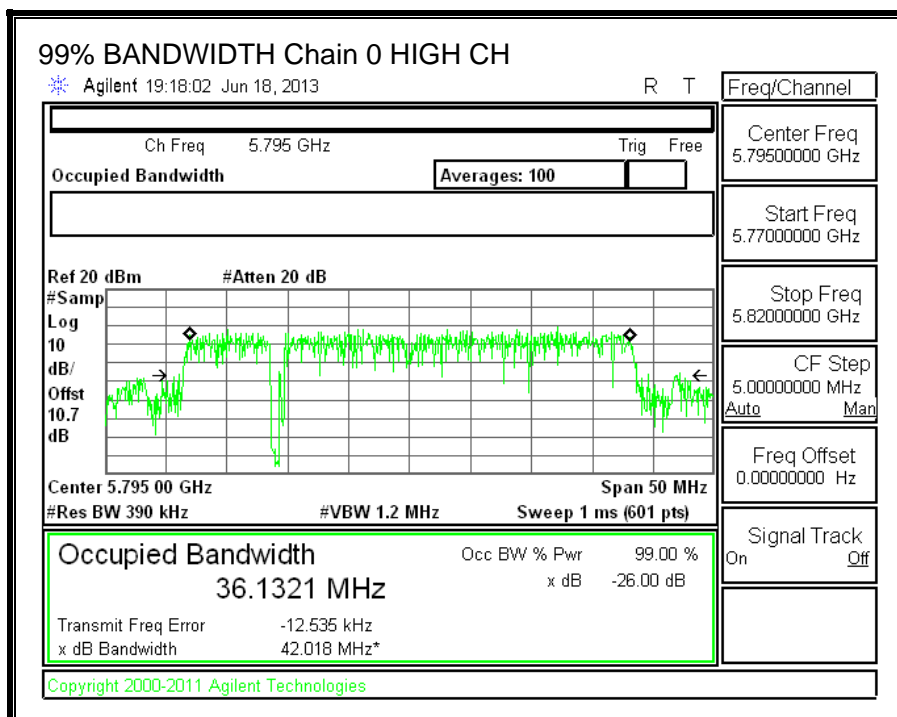 99% BANDWIDTH Chain 0 HIGH CH
Agilent 19:18:02 Jun 18, 2013 R T
Freq/Channel
Ch Freq 5.795 GHz Trig Free
Occupied Bandwidth Averages: 100
Center Freq
5.79500000 GHz
Start Freq
5.77000000 GHz
Stop Freq
5.82000000 GHz
CF Step
5.00000000 MHz
Auto Man
Freq Offset
0.00000000 Hz
Signal Track
On Off
Ref 20 dBm #Atten 20 dB
#Samp
Log
10
dB/
Offst
10.7
dB
Center 5.795 00 GHz Span 50 MHz
#Res BW 390 kHz #VBW 1.2 MHz Sweep 1 ms (601 pts)
Occupied Bandwidth Occ BW % Pwr 99.00 %
36.1321 MHz x dB -26.00 dB
Transmit Freq Error -12.535 kHz
x dB Bandwidth 42.018 MHz*
Copyright 2000-2011 Agilent Technologies